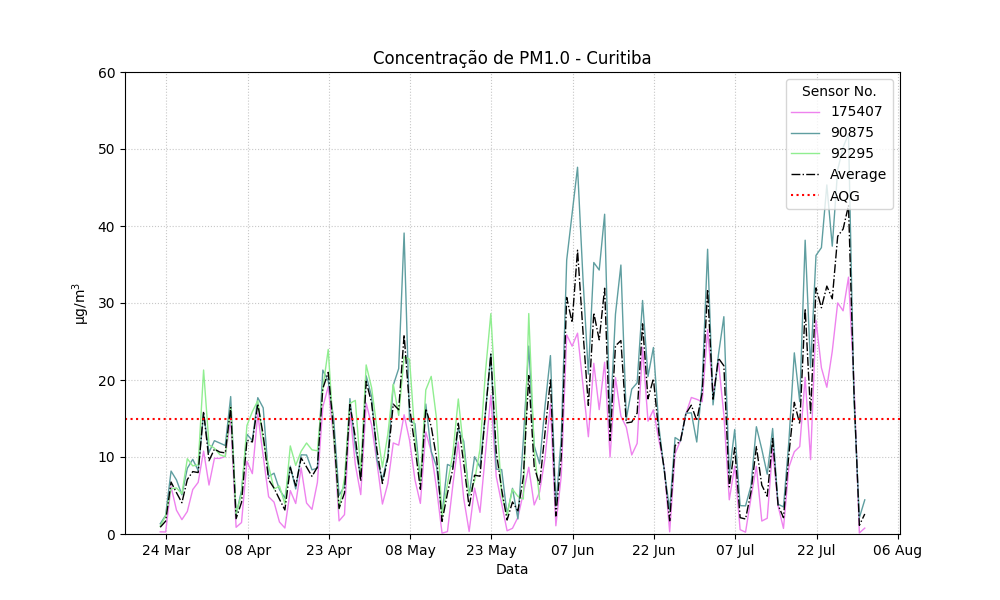 Concentração de PM1.0 - Curitiba
60
50
40
30
20
10
0
µg/m³
Sensor No.
175407
90875
92295
Average
AQG
24 Mar
08 Apr
23 Apr
08 May
23 May
07 Jun
22 Jun
07 Jul
22 Jul
06 Aug
Data